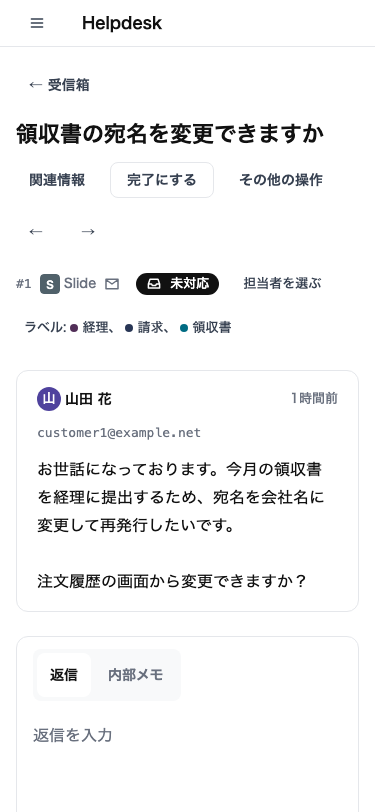 Helpdesk
← 受信箱
領収書の宛名を変更できますか
関連情報 完了にする その他の操作
← →
#1 S Slide 未対応 担当者を選ぶ
ラベル: 経理、 請求、 領収書
山 山田 花 1時間前
customer1@example.net
お世話になっております。今月の領収書
を経理に提出するため、宛名を会社名に
変更して再発行したいです。
注文履歴の画面から変更できますか？
返信 内部メモ
返信を入力